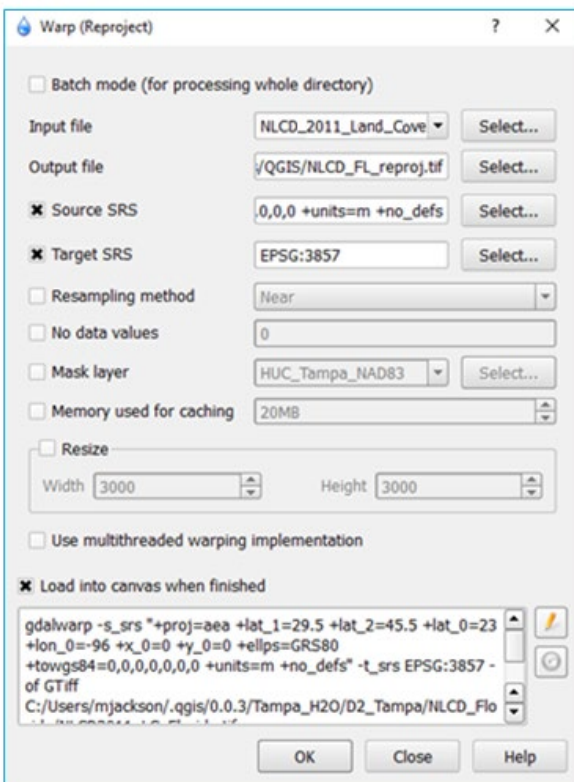 Warp (Reproject)
?
Batch mode (for processing whole directory)
Input file
NLCD_2011_Land_Cove
Select...
Output file
/QGIS/NLCD_FL_reproj.tif
Select...
Source SRS
.0,0,0 +units=m +no_defs
Select...
Target SRS
EPSG:3857
Select...
Resampling method
Near
No data values
0
Mask layer
HUC_Tampa_NAD83
Select...
Memory used for caching
20MB
Resize
Width
3000
Height
3000
Use multithreaded warping implementation
Load into canvas when finished
gdalwarp -s_srs "+proj=aea +lat_1=29.5 +lat_2=45.5 +lat_0=23
+lon_0=-96 +x_0=0 +y_0=0 +ellps=GRS80
+towgs84=0,0,0,0,0,0,0 +units=m +no_defs" -t_srs EPSG:3857 -
of GTiff
C:/Users/mjackson/.qgis/0.0.3/Tampa_H2O/D2_Tampa/NLCD_Flo
OK
Close
Help